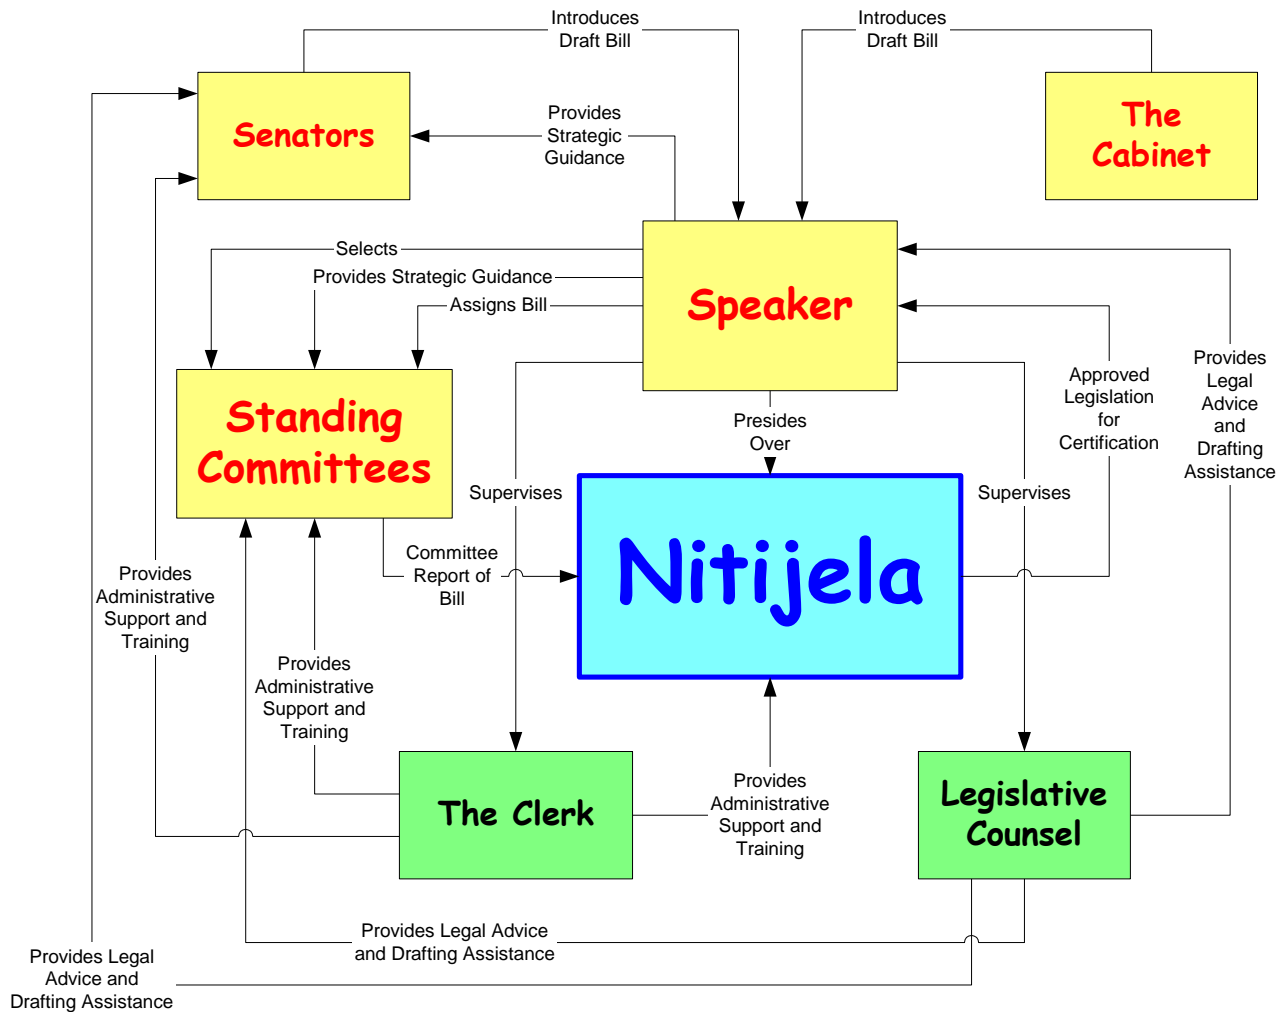 Introduces
Draft Bill
Introduces
Draft Bill
Senators
Provides
Strategic
Guidance
The
Cabinet
Selects
Provides Strategic Guidance
Assigns Bill
Speaker
Provides
Legal
Advice
and
Drafting
Assistance
Approved
Legislation
for
Certification
Standing
Committees
Presides
Over
Supervises
Supervises
Committee
Report of
Bill
Nitijela
Provides
Administrative
Support and
Training
Provides
Administrative
Support and
Training
The Clerk
Provides
Administrative
Support and
Training
Legislative
Counsel
Provides Legal Advice
and Drafting Assistance
Provides Legal
Advice and
Drafting Assistance